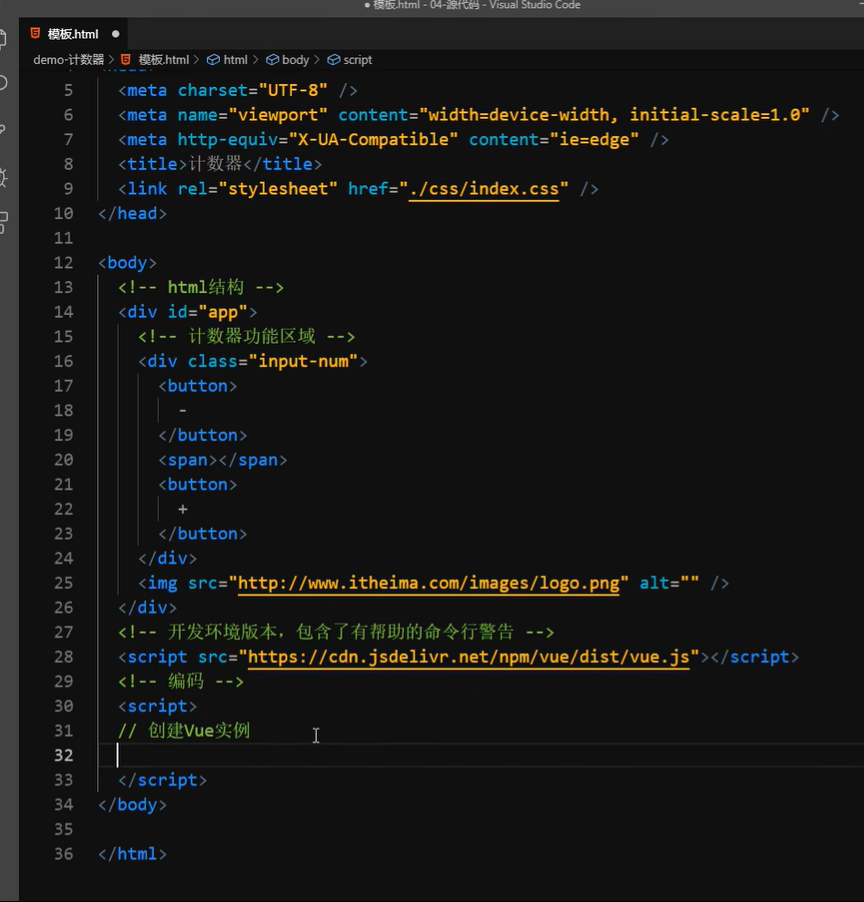 ● 模板.html - 04-源代码 - Visual Studio Code
模板.html ●
demo-计数器 > 模板.html > html > body > script
5 <meta charset="UTF-8" />
6 <meta name="viewport" content="width=device-width, initial-scale=1.0" />
7 <meta http-equiv="X-UA-Compatible" content="ie=edge" />
8 <title>计数器</title>
9 <link rel="stylesheet" href="./css/index.css" />
10 </head>
11
12 <body>
13 <!-- html结构 -->
14 <div id="app">
15 <!-- 计数器功能区域 -->
16 <div class="input-num">
17 <button>
18 -
19 </button>
20 <span></span>
21 <button>
22 +
23 </button>
24 </div>
25 <img src="http://www.itheima.com/images/logo.png" alt="" />
26 </div>
27 <!-- 开发环境版本，包含了有帮助的命令行警告 -->
28 <script src="https://cdn.jsdelivr.net/npm/vue/dist/vue.js"></script>
29 <!-- 编码 -->
30 <script>
31 // 创建Vue实例
32
33 </script>
34 </body>
35
36 </html>